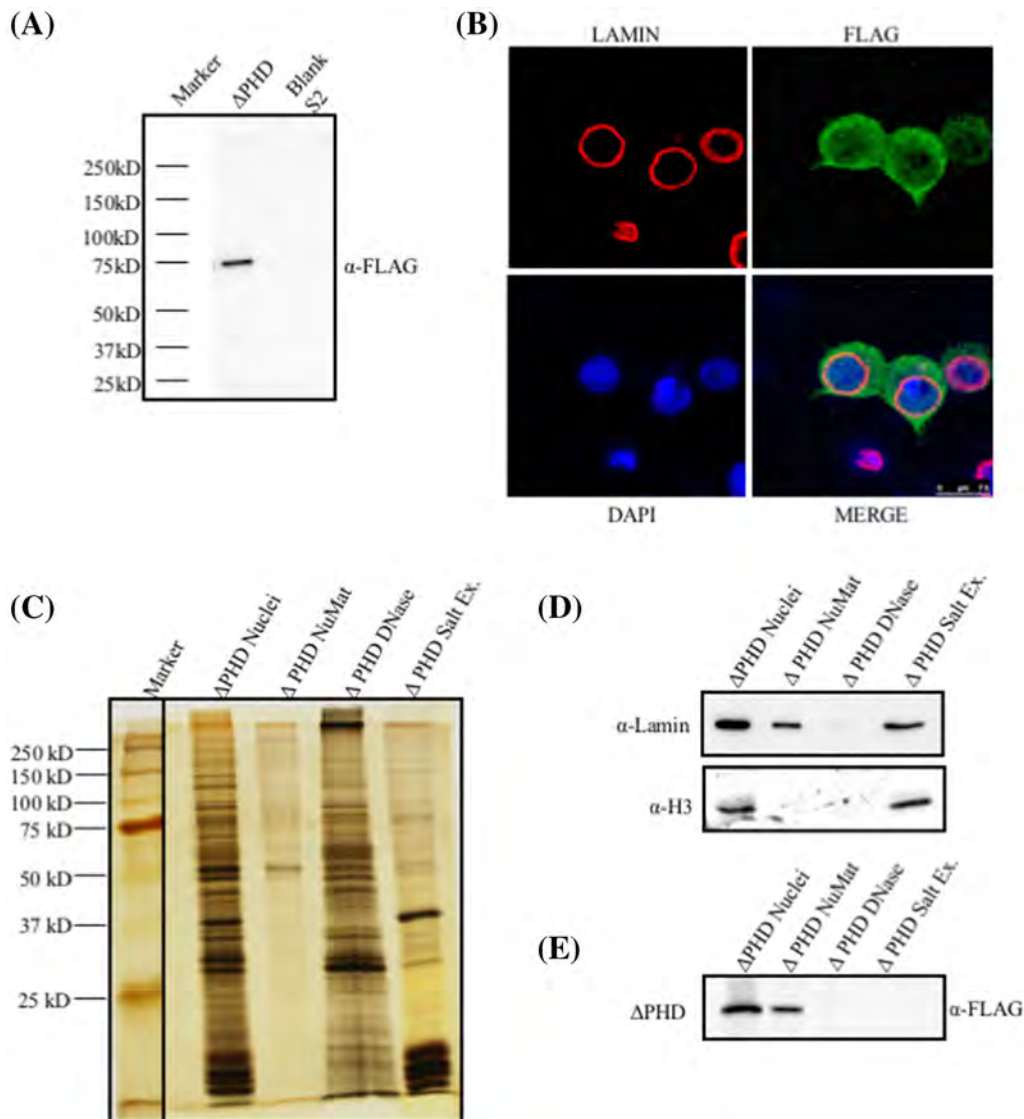 (A)
Marker
ΔPHD
Blank
S2
250kD
150kD
100kD
75kD
50kD
37kD
25kD
α-FLAG
(B)
LAMIN
FLAG
DAPI
MERGE
(C)
Marker
ΔPHD Nuclei
Δ PHD NuMat
Δ PHD DNase
Δ PHD Salt Ex.
250 kD
150 kD
100 kD
75 kD
50 kD
37 kD
25 kD
(D)
ΔPHD Nuclei
Δ PHD NuMat
Δ PHD DNase
Δ PHD Salt Ex.
α-Lamin
α-H3
(E)
ΔPHD Nuclei
Δ PHD NuMat
Δ PHD DNase
Δ PHD Salt Ex.
ΔPHD
α-FLAG